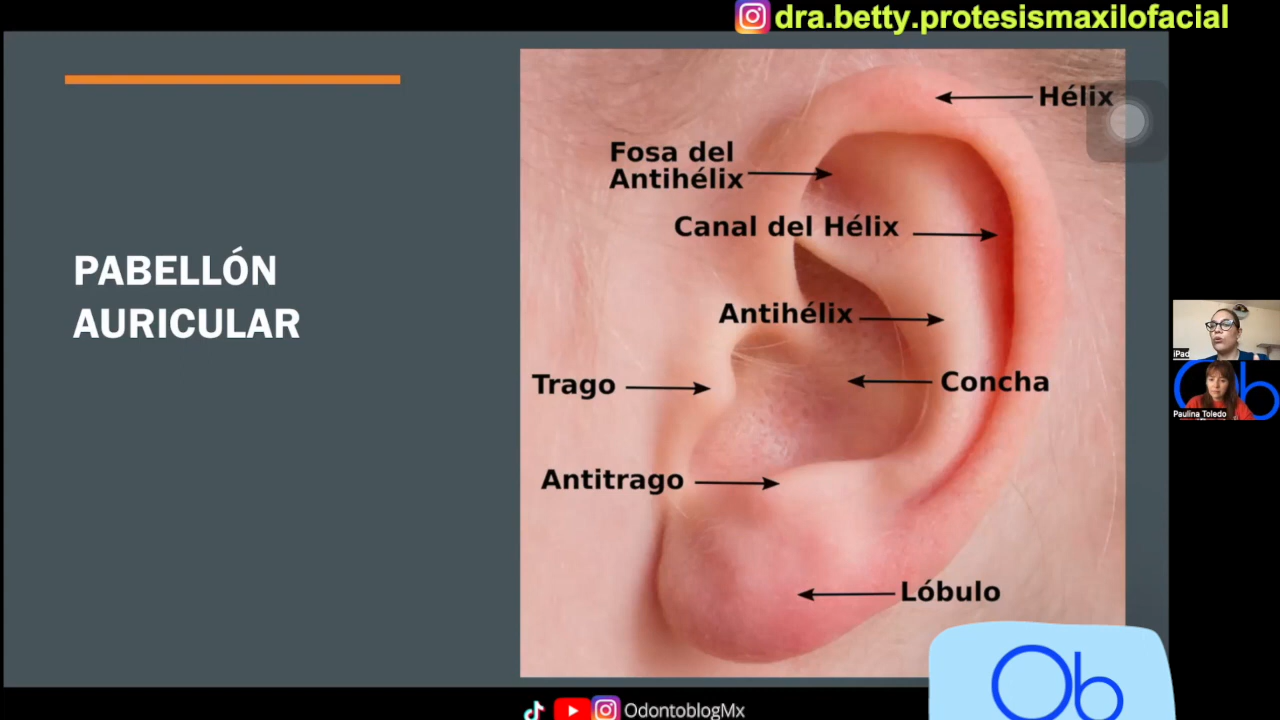 dra.betty.protesismaxilofacial
PABELLÓN
AURICULAR
Hélix
Fosa del
Antihélix
Canal del Hélix
Antihélix
Trago
Concha
Antitrago
Lóbulo
iPad
Paulina Toledo
Ob
Ob
OdontoblogMx